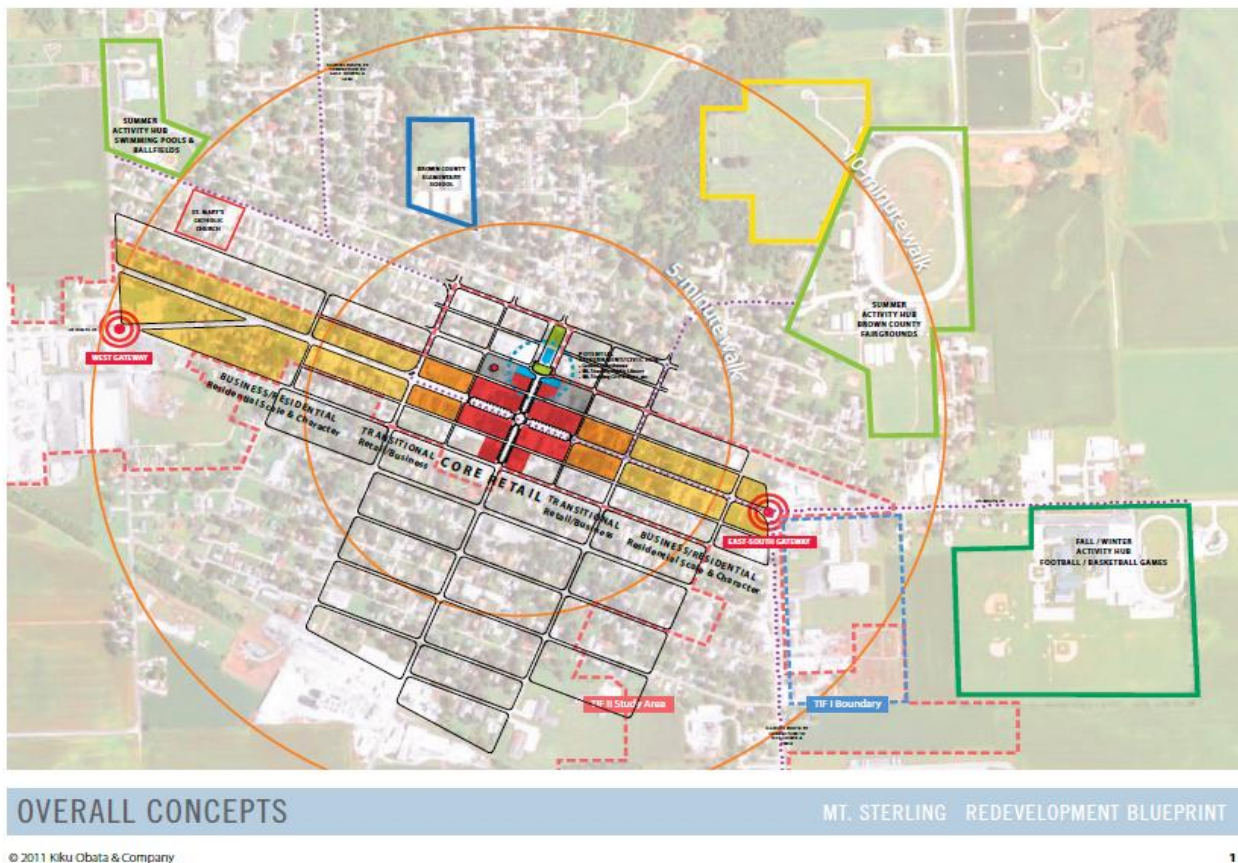 SUMMER
ACTIVITY HUB
SWIMMING POOLS &
BALLFIELDS
ST. MARY'S
CATHOLIC
CHURCH
BROWN COUNTY
ELEMENTARY
SCHOOL
10-minute walk
5-minute walk
SUMMER
ACTIVITY HUB
BROWN COUNTY
FAIRGROUNDS
WEST GATEWAY
POTENTIAL
BUSINESS/RESIDENTIAL
Residential Scale & Character
TRANSITIONAL
Retail/Business
CORE RETAIL
TRANSITIONAL
Retail/Business
BUSINESS/RESIDENTIAL
Residential Scale & Character
EAST-SOUTH GATEWAY
FALL / WINTER
ACTIVITY HUB
FOOTBALL / BASKETBALL GAMES
TIF II Study Area
TIF I Boundary
OVERALL CONCEPTS
MT. STERLING REDEVELOPMENT BLUEPRINT
© 2011 Kiku Obata & Company
1